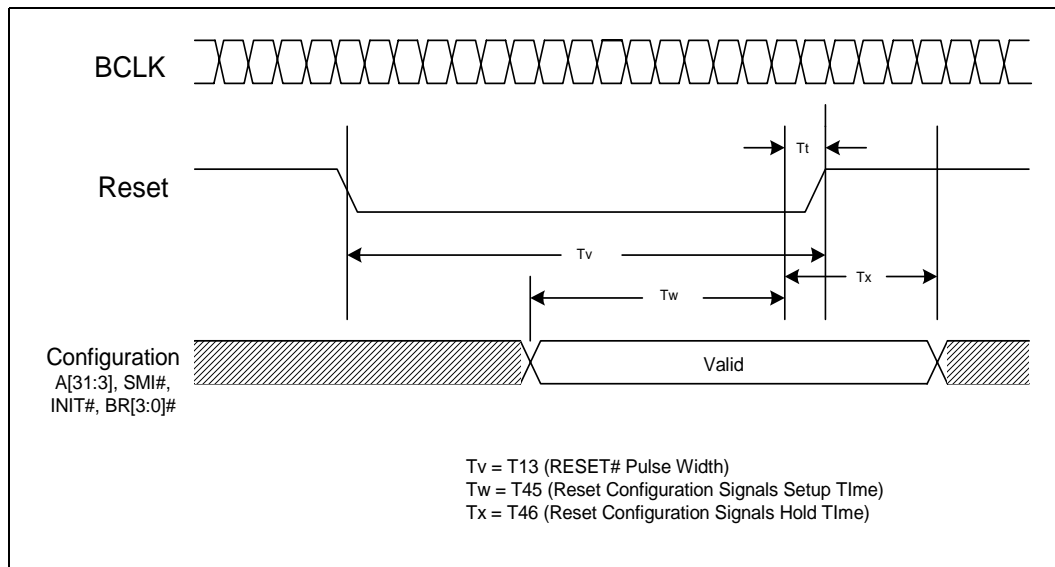 BCLK
Tt
Reset
Tv
Tx
Tw
Configuration
A[31:3], SMI#,
INIT#, BR[3:0]#
Valid
Tv = T13 (RESET# Pulse Width)
Tw = T45 (Reset Configuration Signals Setup TIme)
Tx = T46 (Reset Configuration Signals Hold TIme)